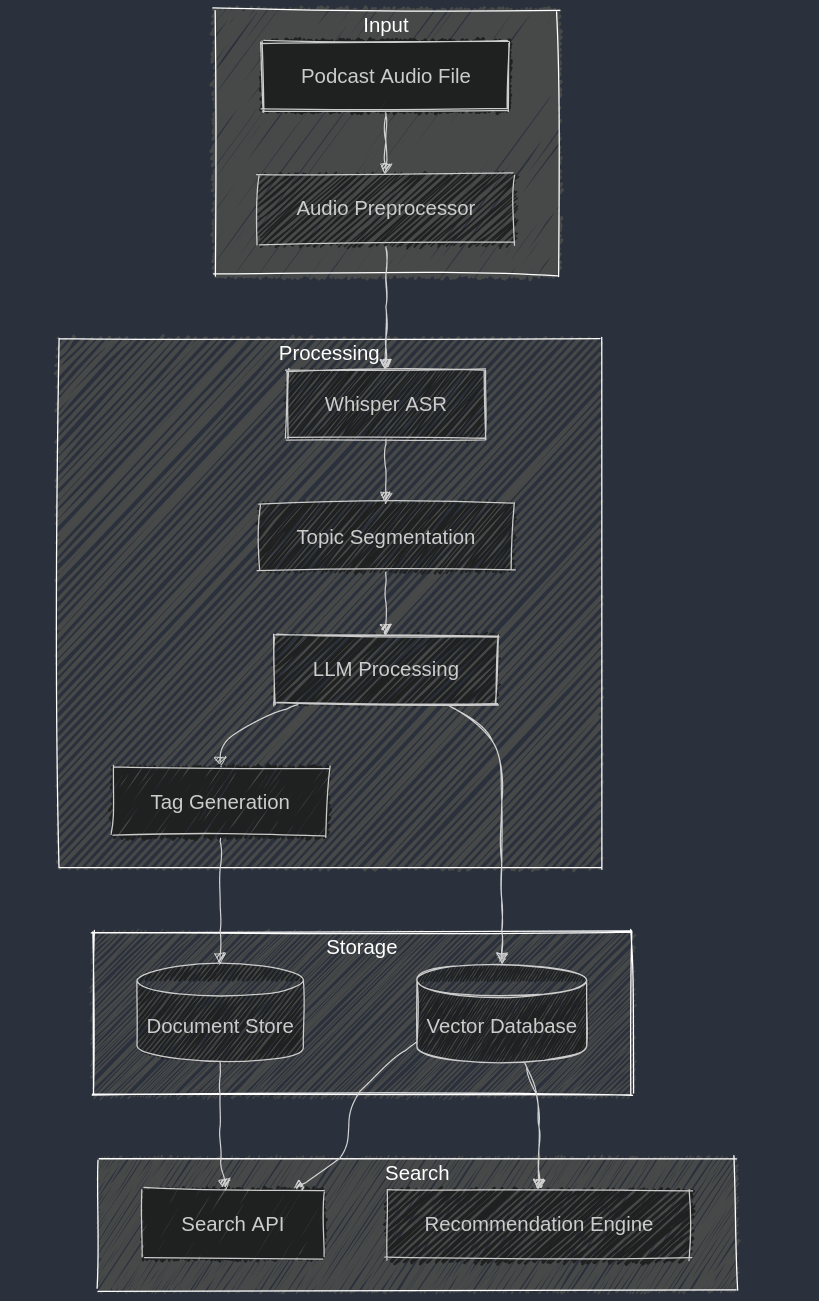 Input
Podcast Audio File
Audio Preprocessor
Processing
Whisper ASR
Topic Segmentation
LLM Processing
Tag Generation
Storage
Document Store
Vector Database
Search
Search API
Recommendation Engine